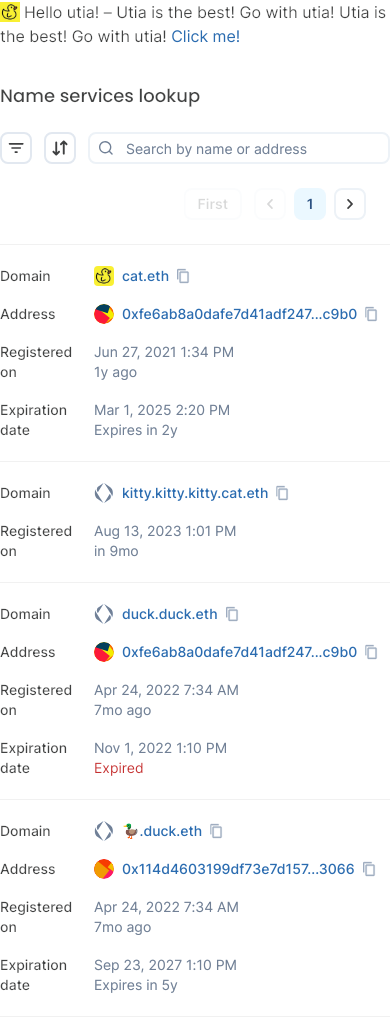 Hello utia! – Utia is the best! Go with utia! Utia is
the best! Go with utia! Click me!
Name services lookup
Search by name or address
First
1
Domain
cat.eth
Address
0xfe6ab8a0dafe7d41adf247...c9b0
Registered on
Jun 27, 2021 1:34 PM
1y ago
Expiration date
Mar 1, 2025 2:20 PM
Expires in 2y
Domain
kitty.kitty.kitty.cat.eth
Registered on
Aug 13, 2023 1:01 PM
in 9mo
Domain
duck.duck.eth
Address
0xfe6ab8a0dafe7d41adf247...c9b0
Registered on
Apr 24, 2022 7:34 AM
7mo ago
Expiration date
Nov 1, 2022 1:10 PM
Expired
Domain
🦆.duck.eth
Address
0x114d4603199df73e7d157...3066
Registered on
Apr 24, 2022 7:34 AM
7mo ago
Expiration date
Sep 23, 2027 1:10 PM
Expires in 5y